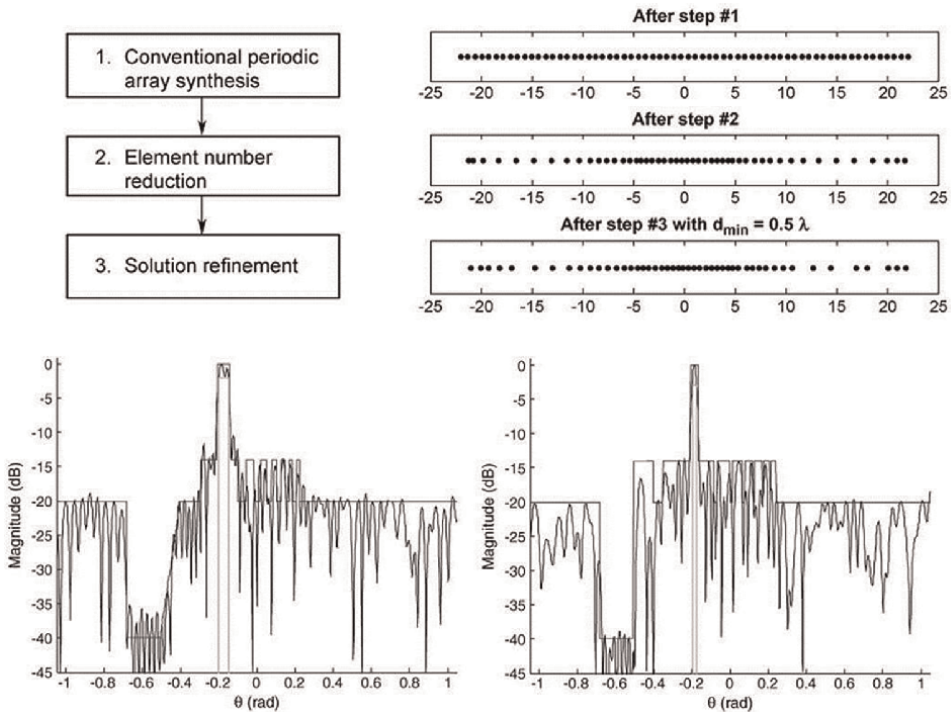 1. Conventional periodic
array synthesis
2. Element number
reduction
3. Solution refinement
After step #1
-25 -20 -15 -10 -5 0 5 10 15 20 25
After step #2
-25 -20 -15 -10 -5 0 5 10 15 20 25
After step #3 with dmin = 0.5 λ
-25 -20 -15 -10 -5 0 5 10 15 20 25
Magnitude (dB)
0
-5
-10
-15
-20
-25
-30
-35
-40
-45
-1 -0.8 -0.6 -0.4 -0.2 0 0.2 0.4 0.6 0.8 1
θ (rad)
Magnitude (dB)
0
-5
-10
-15
-20
-25
-30
-35
-40
-45
-1 -0.8 -0.6 -0.4 -0.2 0 0.2 0.4 0.6 0.8 1
θ (rad)